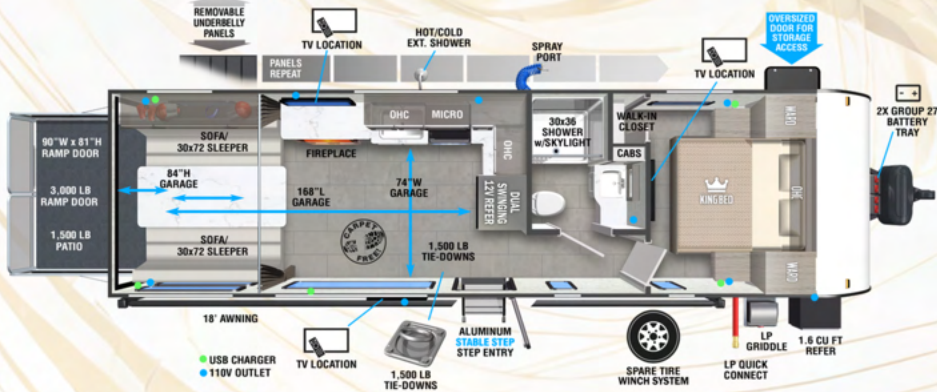 REMOVABLE
UNDERBELLY
PANELS
TV LOCATION
HOT/COLD
EXT. SHOWER
SPRAY
PORT
TV LOCATION
OVERSIZED
DOOR FOR
STORAGE
ACCESS
PANELS
REPEAT
2X GROUP 27
BATTERY
TRAY
90"W x 81"H
RAMP DOOR
3,000 LB
RAMP DOOR
1,500 LB
PATIO
SOFA/
30x72 SLEEPER
84"H
GARAGE
168"L
GARAGE
74"W
GARAGE
SOFA/
30x72 SLEEPER
FIREPLACE
OHC
MICRO
OHC
DUAL
SWINGING
12V REFER
30x36
SHOWER
w/SKYLIGHT
WALK-IN
CLOSET
CABS
WARD
KING BED
OHC
WARD
CARPET
FREE!
1,500 LB
TIE-DOWNS
18' AWNING
USB CHARGER
110V OUTLET
TV LOCATION
1,500 LB
TIE-DOWNS
ALUMINUM
STABLE STEP
STEP ENTRY
SPARE TIRE
WINCH SYSTEM
LP
GRIDDLE
LP QUICK
CONNECT
1.6 CU FT
REFER